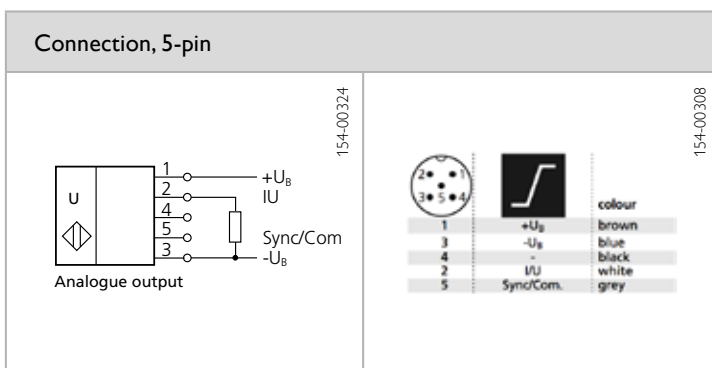 Connection, 5-pin
154-00324
U
1
2
4
5
3
+UB
IU
Sync/Com
-UB
Analogue output
154-00308
2 1
3 5 4
colour
1 +UB brown
3 -UB blue
4 - black
2 I/U white
5 Sync/Com. grey